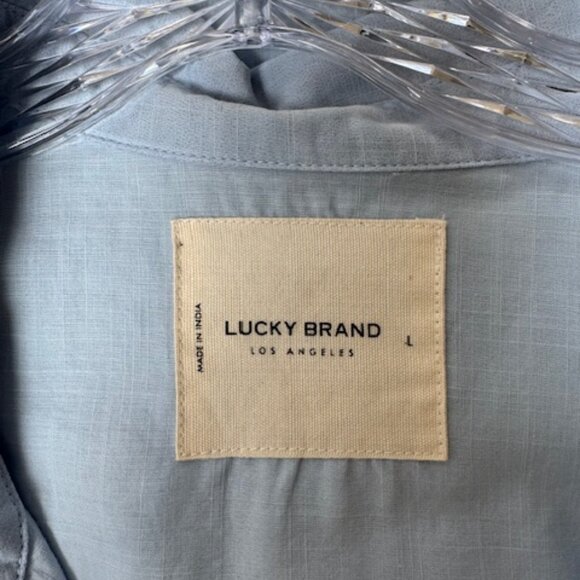 MADE IN INDIA
LUCKY BRAND
LOS ANGELES
L